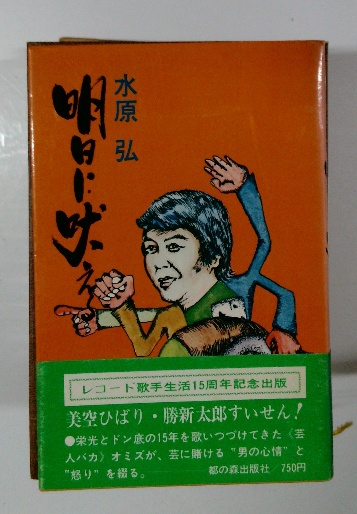 水原 弘
明日に吠え
レコード歌手生活15周年記念出版
美空ひばり・勝新太郎すいせん!
●栄光とドン底の15年を歌いつづけてきた〈芸
人バカ〉オミズが、芸に賭ける"男の心情"と
"怒り"を綴る。
都の森出版社/750円